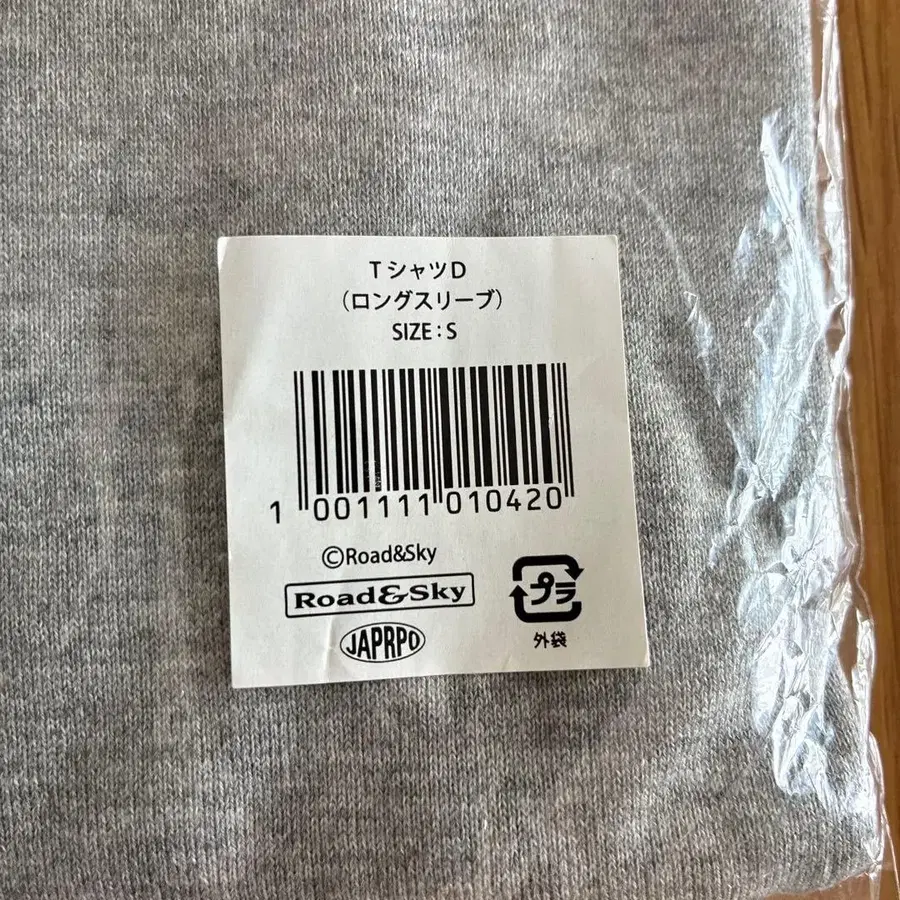 TシャツD
（ロングスリーブ）
SIZE：S
1 001111 010420
©Road&Sky
Road&Sky
JAPRPO
プラ
外袋